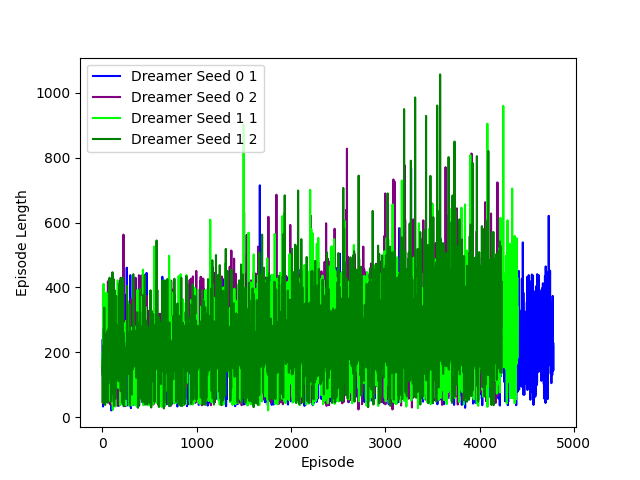 Dreamer Seed 0 1
Dreamer Seed 0 2
Dreamer Seed 1 1
Dreamer Seed 1 2
1000
800
600
400
200
0
Episode Length
0 1000 2000 3000 4000 5000
Episode